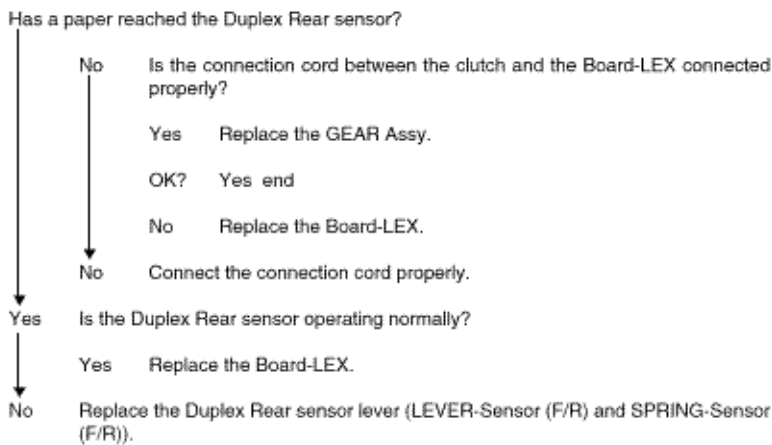 Has a paper reached the Duplex Rear sensor?
No Is the connection cord between the clutch and the Board-LEX connected
properly?
Yes Replace the GEAR Assy.
OK? Yes end
No Replace the Board-LEX.
No Connect the connection cord properly.
Yes Is the Duplex Rear sensor operating normally?
Yes Replace the Board-LEX.
No Replace the Duplex Rear sensor lever (LEVER-Sensor (F/R) and SPRING-Sensor
(F/R)).